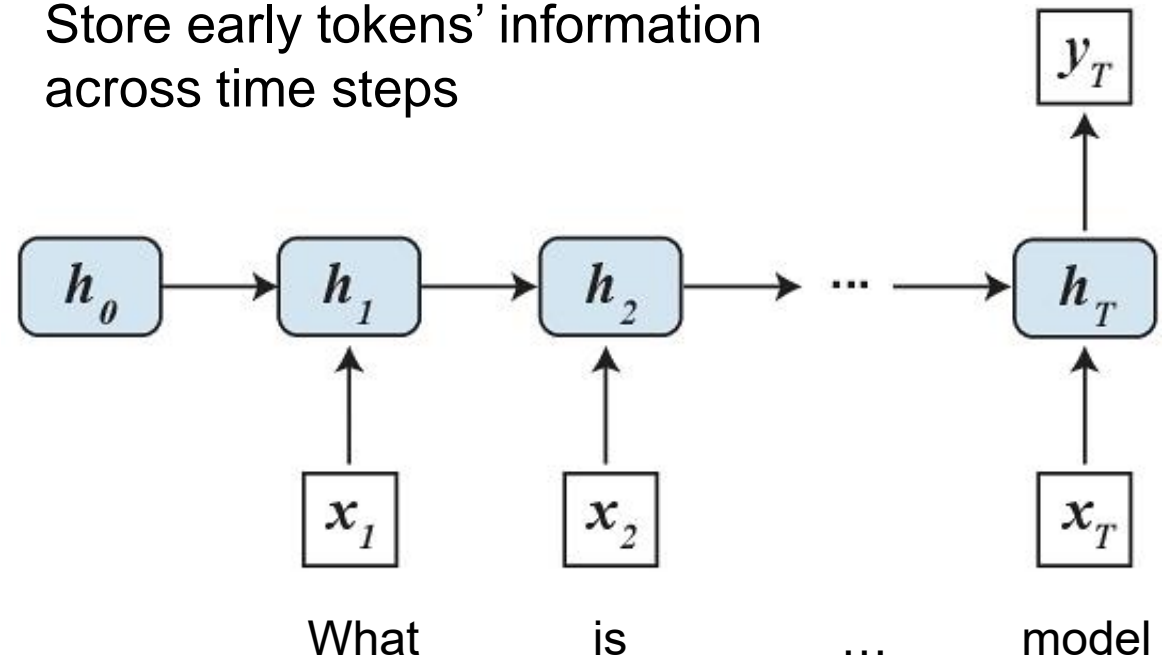 Store early tokens’ information
across time steps
y_T
h_0 h_1 h_2 ... h_T
x_1 x_2 x_T
What is ... model